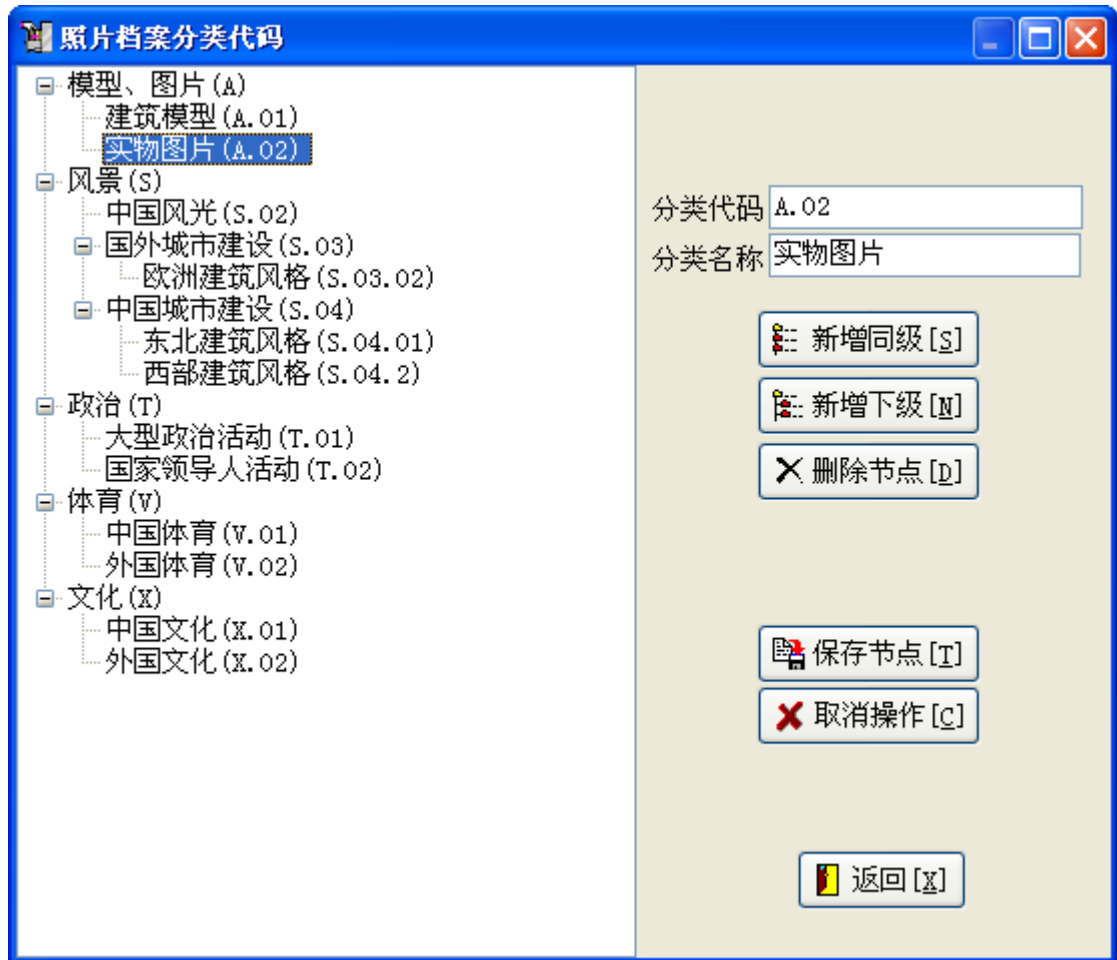 照片档案分类代码
模型、图片(A)
建筑模型(A.01)
实物图片(A.02)
风景(S)
中国风光(S.02)
国外城市建设(S.03)
欧洲建筑风格(S.03.02)
中国城市建设(S.04)
东北建筑风格(S.04.01)
西部建筑风格(S.04.2)
政治(T)
大型政治活动(T.01)
国家领导人活动(T.02)
体育(V)
中国体育(V.01)
外国体育(V.02)
文化(X)
中国文化(X.01)
外国文化(X.02)
分类代码 A.02
分类名称 实物图片
新增同级[S]
新增下级[N]
删除节点[D]
保存节点[T]
取消操作[C]
返回[X]